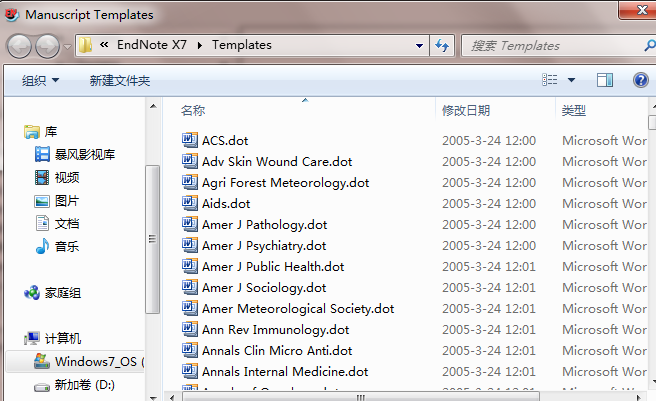 Manuscript Templates
« EndNote X7 ▸ Templates
搜索 Templates
组织
新建文件夹
名称 修改日期 类型
库
暴风影视库
视频
图片
文档
音乐
家庭组
计算机
Windows7_OS (
新加卷 (D:)
ACS.dot 2005-3-24 12:00 Microsoft Wor
Adv Skin Wound Care.dot 2005-3-24 12:00 Microsoft Wor
Agri Forest Meteorology.dot 2005-3-24 12:00 Microsoft Wor
Aids.dot 2005-3-24 12:00 Microsoft Wor
Amer J Pathology.dot 2005-3-24 12:00 Microsoft Wor
Amer J Psychiatry.dot 2005-3-24 12:00 Microsoft Wor
Amer J Public Health.dot 2005-3-24 12:01 Microsoft Wor
Amer J Sociology.dot 2005-3-24 12:01 Microsoft Wor
Amer Meteorological Society.dot 2005-3-24 12:01 Microsoft Wor
Ann Rev Immunology.dot 2005-3-24 12:01 Microsoft Wor
Annals Clin Micro Anti.dot 2005-3-24 12:01 Microsoft Wor
Annals Internal Medicine.dot 2005-3-24 12:01 Microsoft Wor